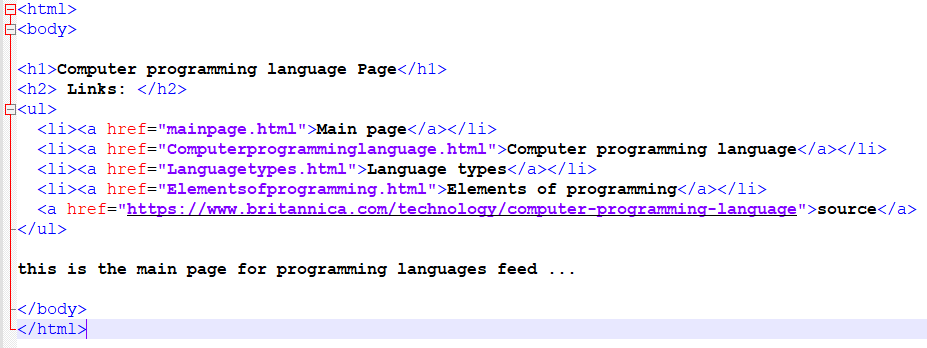 <html>
<body>
<h1>Computer programming language Page</h1>
<h2> Links: </h2>
<ul>
<li><a href="mainpage.html">Main page</a></li>
<li><a href="Computerprogramminglanguage.html">Computer programming language</a></li>
<li><a href="Languagetypes.html">Language types</a></li>
<li><a href="Elementsofprogramming.html">Elements of programming</a></li>
<a href="https://www.britannica.com/technology/computer-programming-language">source</a>
</ul>
this is the main page for programming languages feed ...
</body>
</html>